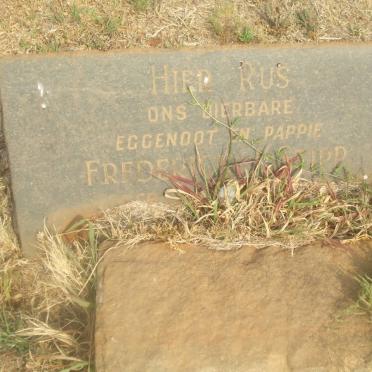 HIER RUS
ONS DIERBARE
EGGENOOT EN PAPPIE